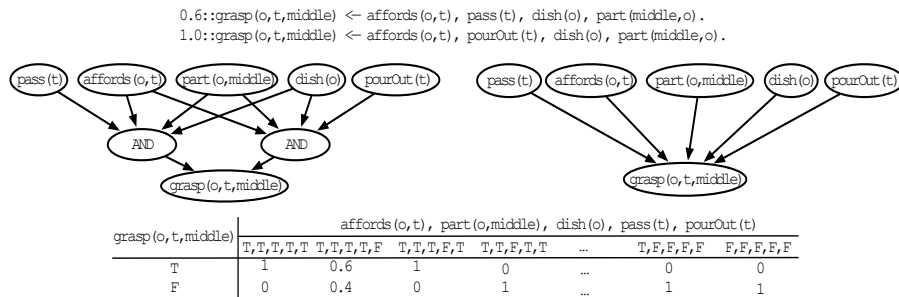 0.6::grasp(o,t,middle) ← affords(o,t), pass(t), dish(o), part(middle,o).
1.0::grasp(o,t,middle) ← affords(o,t), pourOut(t), dish(o), part(middle,o).
pass(t) affords(o,t) part(o,middle) dish(o) pourOut(t) pass(t) affords(o,t) part(o,middle) dish(o) pourOut(t)
AND AND
grasp(o,t,middle) grasp(o,t,middle)
affords(o,t), part(o,middle), dish(o), pass(t), pourOut(t)
grasp(o,t,middle)
T,T,T,T,T T,T,T,T,F T,T,T,F,T T,T,F,T,T ... T,F,F,F,F F,F,F,F,F
T 1 0.6 1 0 ... 0 0
F 0 0.4 0 1 ... 1 1